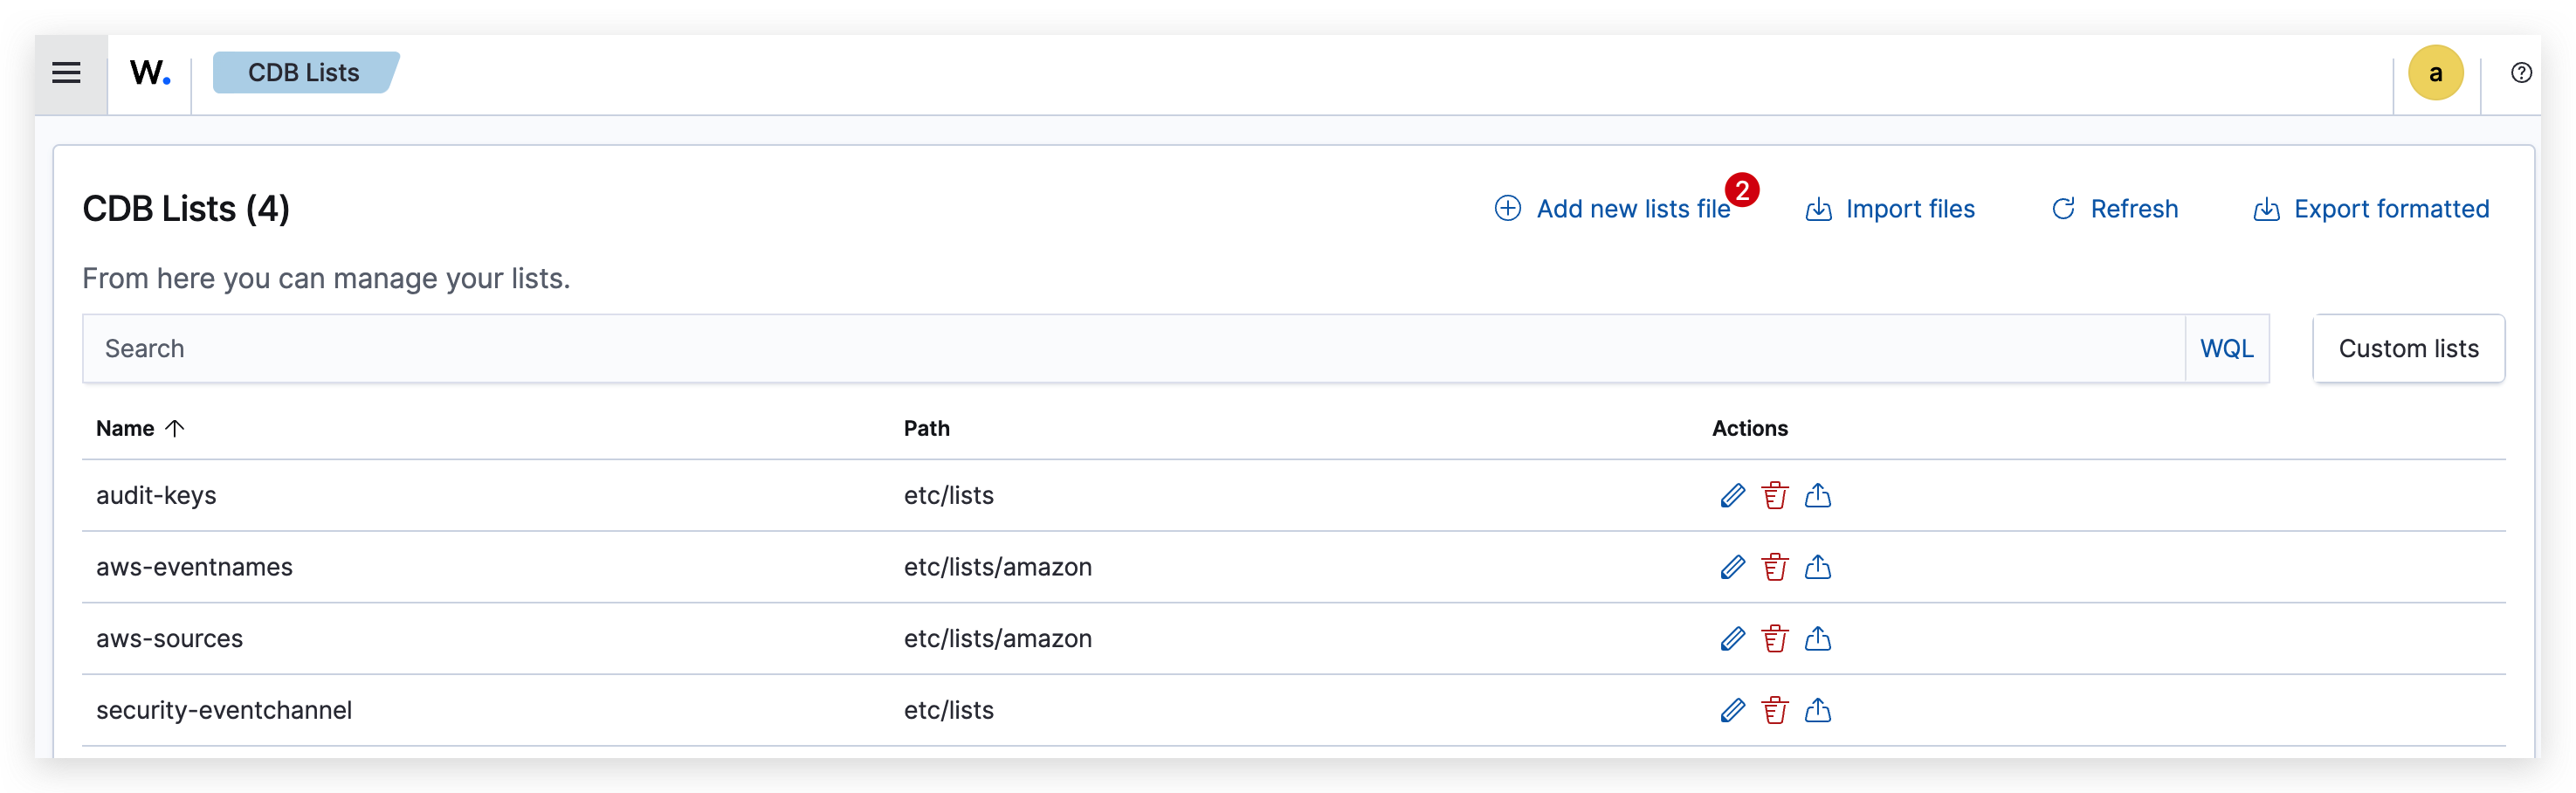 W. CDB Lists a ?
CDB Lists (4) Add new lists file 2 Import files Refresh Export formatted
From here you can manage your lists.
Search WQL Custom lists
Name Path Actions
audit-keys etc/lists
aws-eventnames etc/lists/amazon
aws-sources etc/lists/amazon
security-eventchannel etc/lists